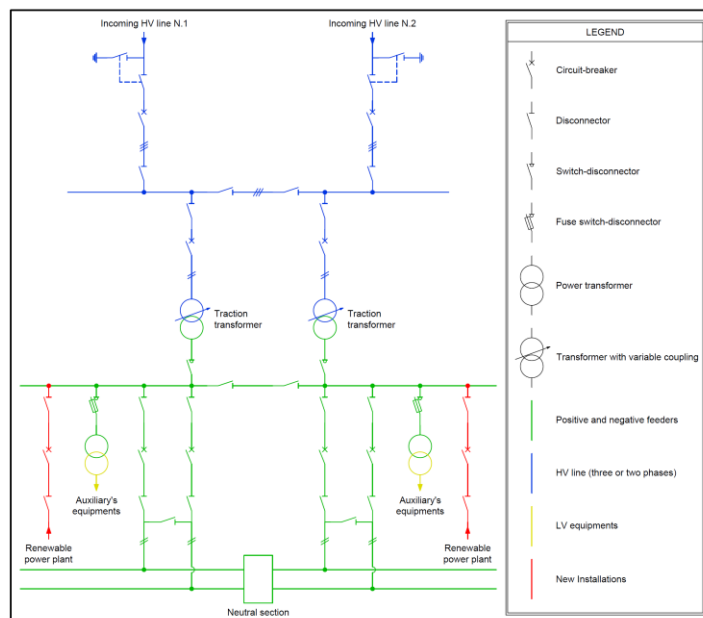 Incoming HV line N.1
Incoming HV line N.2
Traction
transformer
Traction
transformer
Auxiliary's
equipments
Auxiliary's
equipments
Renewable
power plant
Renewable
power plant
Neutral section
LEGEND
Circuit-breaker
Disconnector
Switch-disconnector
Fuse switch-disconnector
Power transformer
Transformer with variable coupling
Positive and negative feeders
HV line (three or two phases)
LV equipments
New Installations